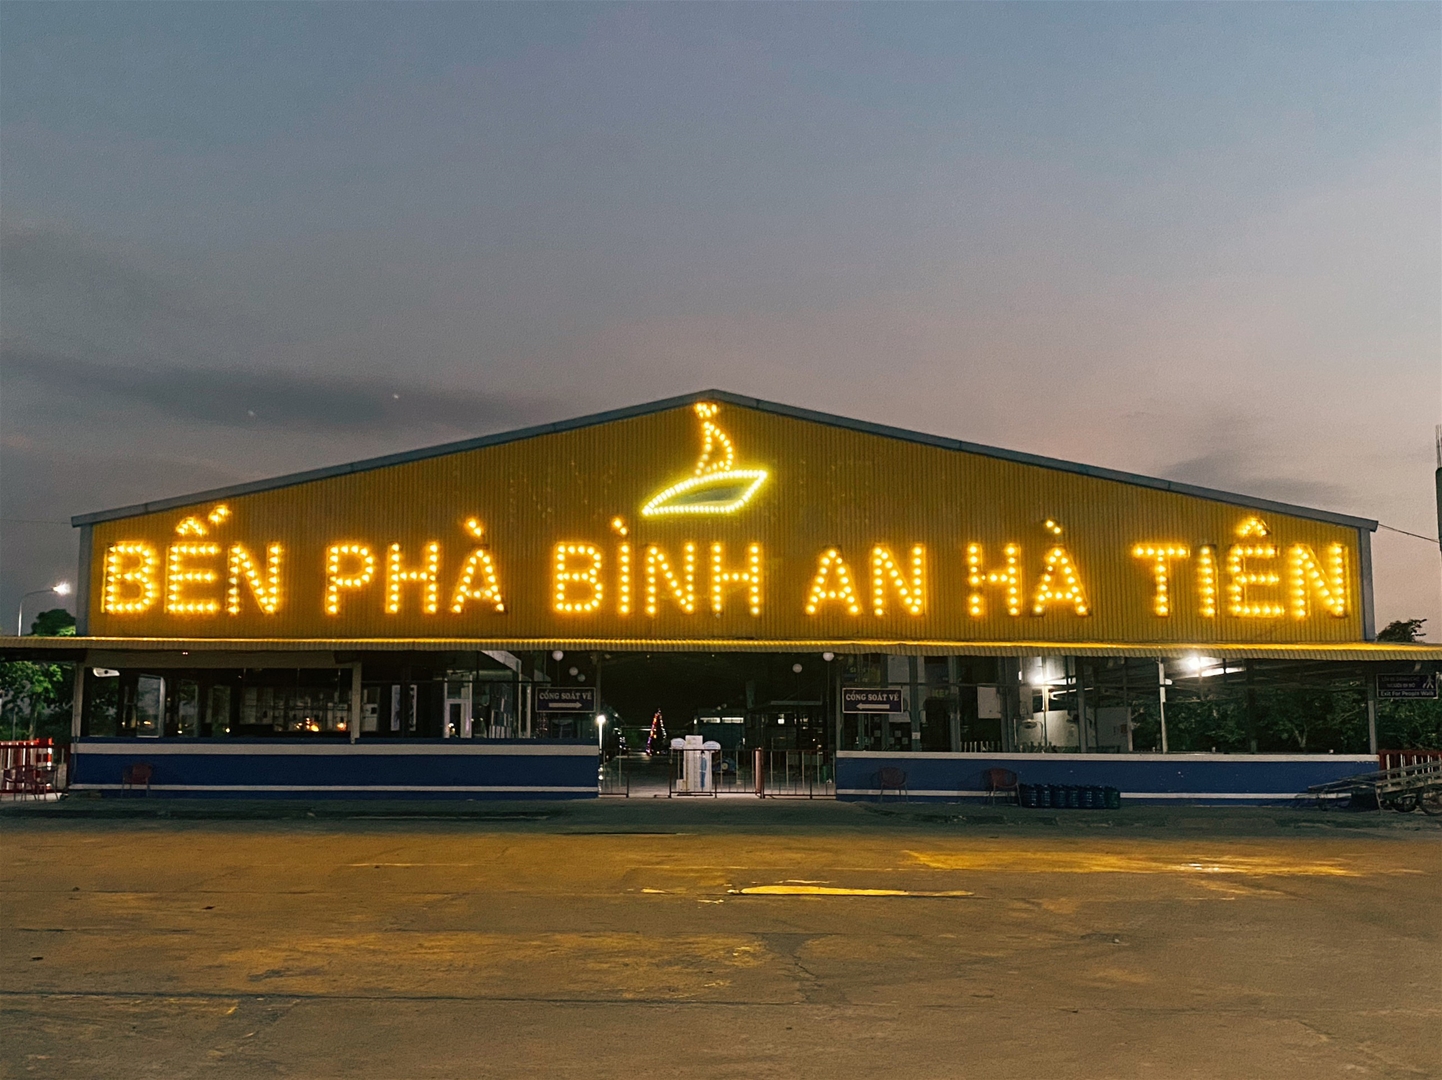 BẾN PHÀ BÌNH AN HÀ TIÊN
CỔNG SOÁT VÉ
CỔNG SOÁT VÉ
Exit For People Walk